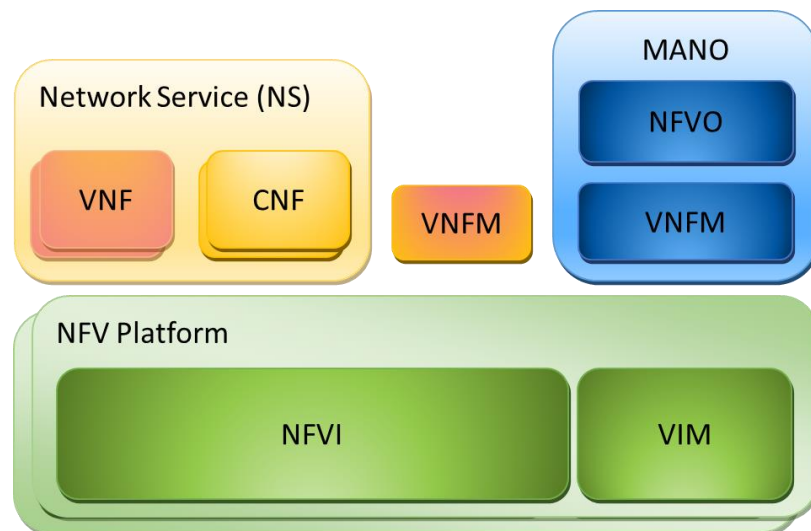 MANO
Network Service (NS)
NFVO
VNF
CNF
VNFM
VNFM
NFV Platform
NFVI
VIM